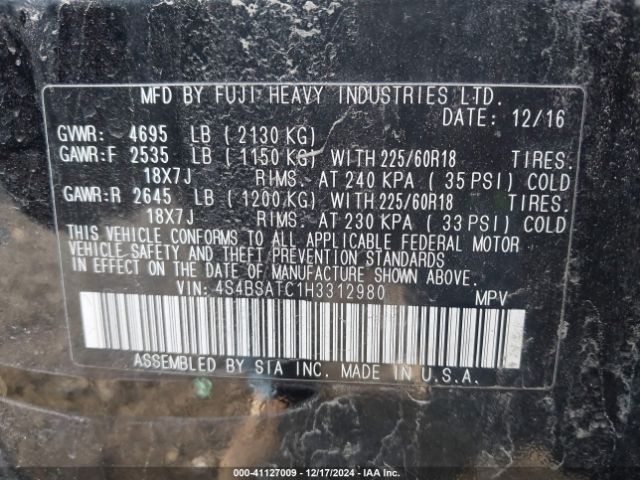 MFD BY FUJI HEAVY INDUSTRIES LTD.
DATE: 12/16
GVWR: 4695 LB (2130 KG)
GAWR:F 2535 LB (1150 KG) WITH 225/60R18 TIRES.
18X7J RIMS. AT 240 KPA (35 PSI) COLD
GAWR:R 2645 LB (1200 KG) WITH 225/60R18 TIRES.
18X7J RIMS. AT 230 KPA (33 PSI) COLD
THIS VEHICLE CONFORMS TO ALL APPLICABLE FEDERAL MOTOR
VEHICLE SAFETY AND THEFT PREVENTION STANDARDS
IN EFFECT ON THE DATE OF MANUFACTURE SHOWN ABOVE.
VIN: 4S4BSATC1H3312980 MPV
ASSEMBLED BY SIA INC. MADE IN U.S.A.
000-41127009 - 12/17/2024 - IAA Inc.